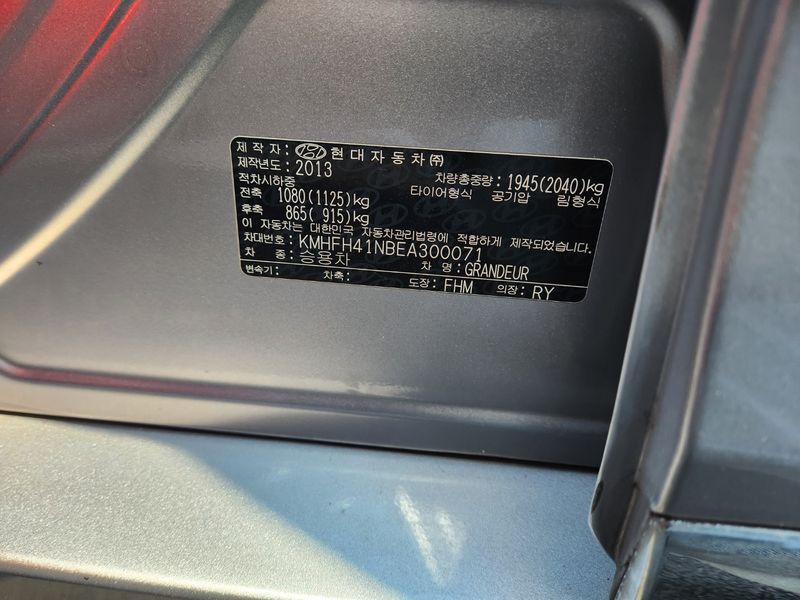 제 작 자 : 현대자동차㈜
제작년도 : 2013 차량총중량 : 1945(2040)kg
적차시하중 타이어형식 공기압 림형식
전축 1080(1125)kg
후축 865( 915)kg
이 자동차는 대한민국 자동차관리법령에 적합하게 제작되었습니다.
차대번호 : KMHFH41NBEA300071
차 종 : 승용차 차 명 : GRANDEUR
변속기 : 차축 : 도장 : FHM 의장 : RY